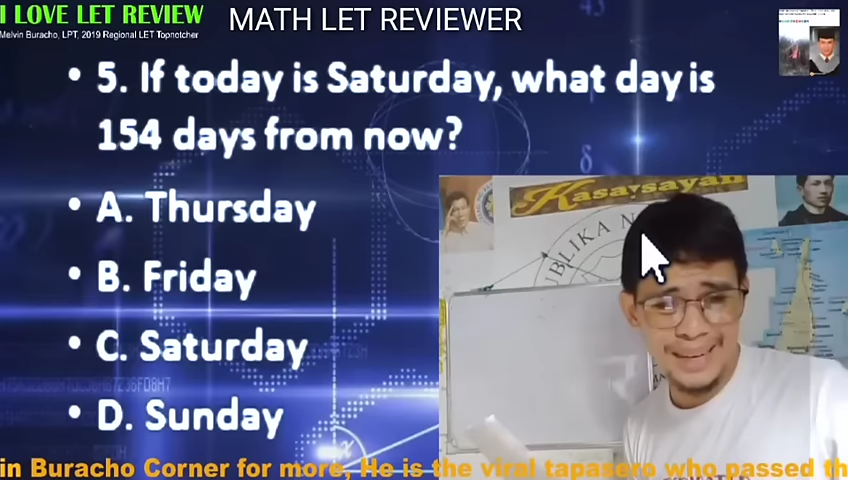 I LOVE LET REVIEW
Melvin Buracho, LPT, 2019 Regional LET Topnotcher
MATH LET REVIEWER
• 5. If today is Saturday, what day is
154 days from now?
• A. Thursday
• B. Friday
• C. Saturday
• D. Sunday
Kasaysayan
UBLIKA N
in Buracho Corner for more, He is the viral tapasero who passed th